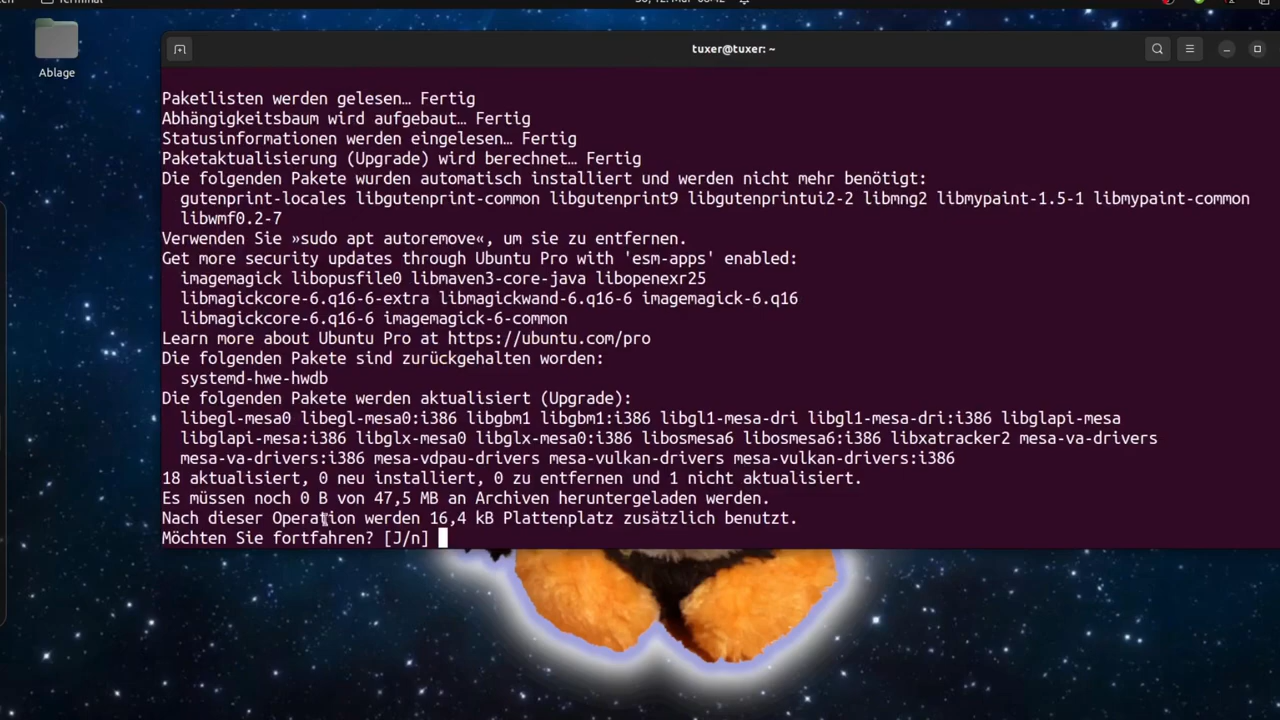 Terminal
Ablage
tuxer@tuxer: ~
Paketlisten werden gelesen… Fertig
Abhängigkeitsbaum wird aufgebaut… Fertig
Statusinformationen werden eingelesen… Fertig
Paketaktualisierung (Upgrade) wird berechnet… Fertig
Die folgenden Pakete wurden automatisch installiert und werden nicht mehr benötigt:
gutenprint-locales libgutenprint-common libgutenprint9 libgutenprintui2-2 libmng2 libmypaint-1.5-1 libmypaint-common
libwmf0.2-7
Verwenden Sie »sudo apt autoremove«, um sie zu entfernen.
Get more security updates through Ubuntu Pro with 'esm-apps' enabled:
imagemagick libopusfile0 libmaven3-core-java libopenexr25
libmagickcore-6.q16-6-extra libmagickwand-6.q16-6 imagemagick-6.q16
libmagickcore-6.q16-6 imagemagick-6-common
Learn more about Ubuntu Pro at https://ubuntu.com/pro
Die folgenden Pakete sind zurückgehalten worden:
systemd-hwe-hwdb
Die folgenden Pakete werden aktualisiert (Upgrade):
libegl-mesa0 libegl-mesa0:i386 libgbm1 libgbm1:i386 libgl1-mesa-dri libgl1-mesa-dri:i386 libglapi-mesa
libglapi-mesa:i386 libglx-mesa0 libglx-mesa0:i386 libosmesa6 libosmesa6:i386 libxatracker2 mesa-va-drivers
mesa-va-drivers:i386 mesa-vdpau-drivers mesa-vulkan-drivers mesa-vulkan-drivers:i386
18 aktualisiert, 0 neu installiert, 0 zu entfernen und 1 nicht aktualisiert.
Es müssen noch 0 B von 47,5 MB an Archiven heruntergeladen werden.
Nach dieser Operation werden 16,4 kB Plattenplatz zusätzlich benutzt.
Möchten Sie fortfahren? [J/n]